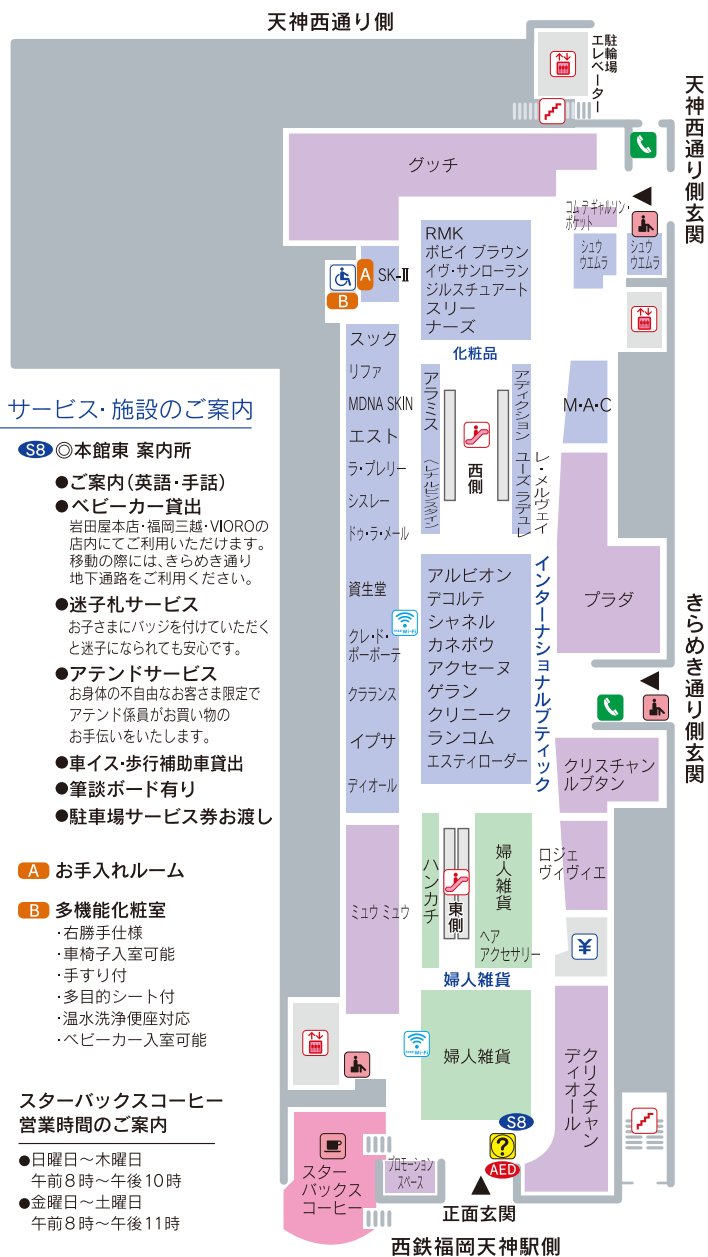 天神西通り側
駐輪場
エレベーター
天神西通り側玄関
グッチ
コム デ ギャルソン・
ポケット
シュウ
ウエムラ
シュウ
ウエムラ
A
SK-Ⅱ
B
RMK
ボビイ ブラウン
イヴ・サンローラン
ジルスチュアート
スリー
ナーズ
化粧品
スック
リファ
MDNA SKIN
エスト
ラ・プレリー
シスレー
ドゥ・ラ・メール
資生堂
クレ・ド・
ポーボーテ
クラランス
イプサ
ディオール
アラミス
ヘレナルビンスタイン
西側
アディクション
ユーズ
ラデュレ
レ・メルヴェイ
M・A・C
プラダ
インターナショナルブティック
きらめき通り側玄関
アルビオン
デコルテ
シャネル
カネボウ
アクセーヌ
ゲラン
クリニーク
ランコム
エスティローダー
クリスチャン
ルブタン
ロジェ
ヴィヴィエ
ミュウ ミュウ
ハンカチ
東側
婦人雑貨
ヘア
アクセサリー
婦人雑貨
¥
婦人雑貨
クリスチャン
ディオール
S8
?
AED
プロモーション
スペース
正面玄関
西鉄福岡天神駅側
スター
バックス
コーヒー
サービス・施設のご案内
S8 ◎本館東 案内所
●ご案内(英語・手話)
●ベビーカー貸出
岩田屋本店・福岡三越・VIOROの
店内にてご利用いただけます。
移動の際には、きらめき通り
地下通路をご利用ください。
●迷子札サービス
お子さまにバッジを付けていただく
と迷子になられても安心です。
●アテンドサービス
お身体の不自由なお客さま限定で
アテンド係員がお買い物の
お手伝いをいたします。
●車イス・歩行補助車貸出
●筆談ボード有り
●駐車場サービス券お渡し
A お手入れルーム
B 多機能化粧室
・右勝手仕様
・車椅子入室可能
・手すり付
・多目的シート付
・温水洗浄便座対応
・ベビーカー入室可能
スターバックスコーヒー
営業時間のご案内
●日曜日～木曜日
午前8時～午後10時
●金曜日～土曜日
午前8時～午後11時